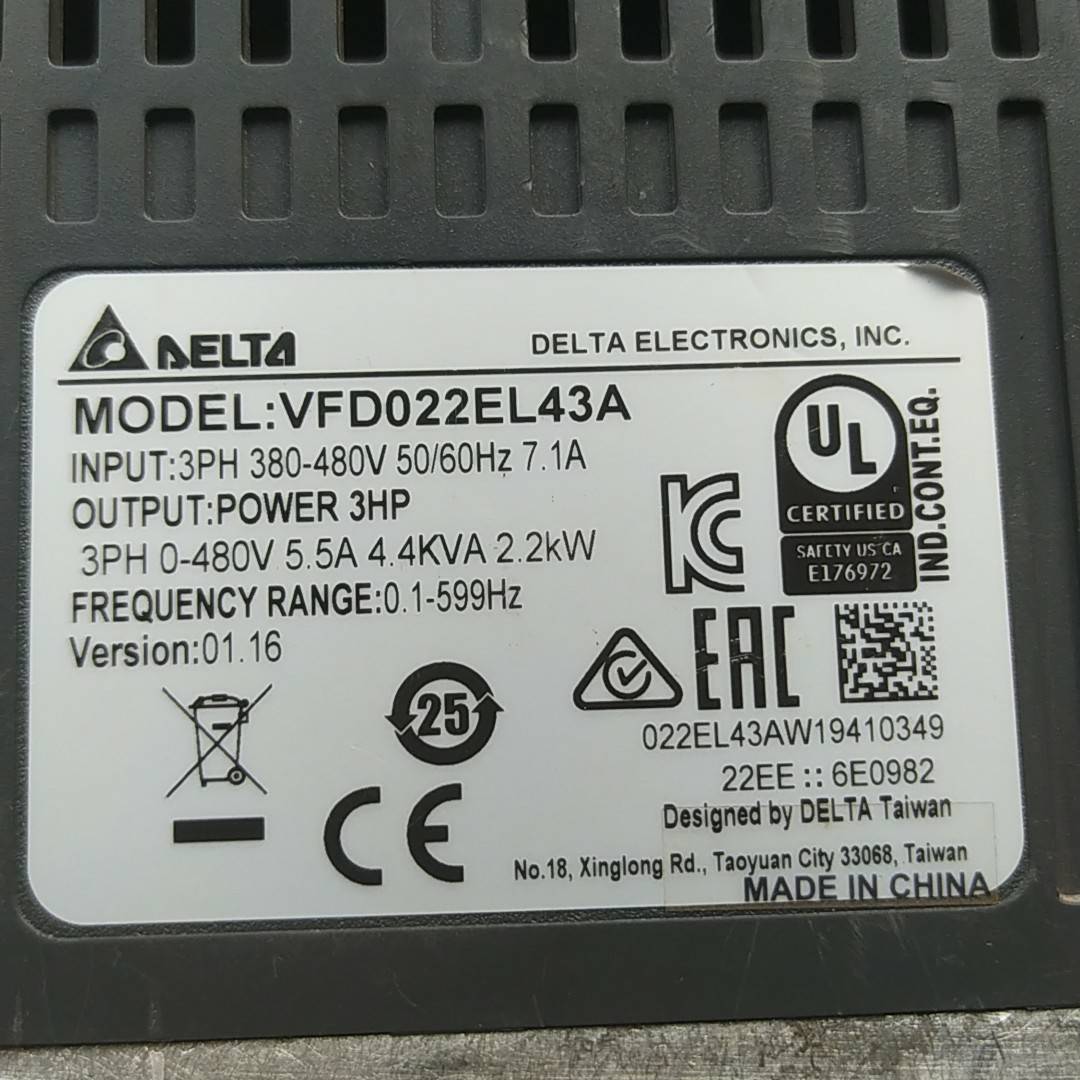 DELTA DELTA ELECTRONICS, INC.
MODEL:VFD022EL43A
INPUT:3PH 380-480V 50/60Hz 7.1A
OUTPUT:POWER 3HP
3PH 0-480V 5.5A 4.4KVA 2.2kW
FREQUENCY RANGE:0.1-599Hz
Version:01.16
UL
CERTIFIED
SAFETY US CA
E176972
IND.CONT.EQ.
KC
EAC
25
CE
022EL43AW19410349
22EE :: 6E0982
Designed by DELTA Taiwan
No.18, Xinglong Rd., Taoyuan City 33068, Taiwan
MADE IN CHINA